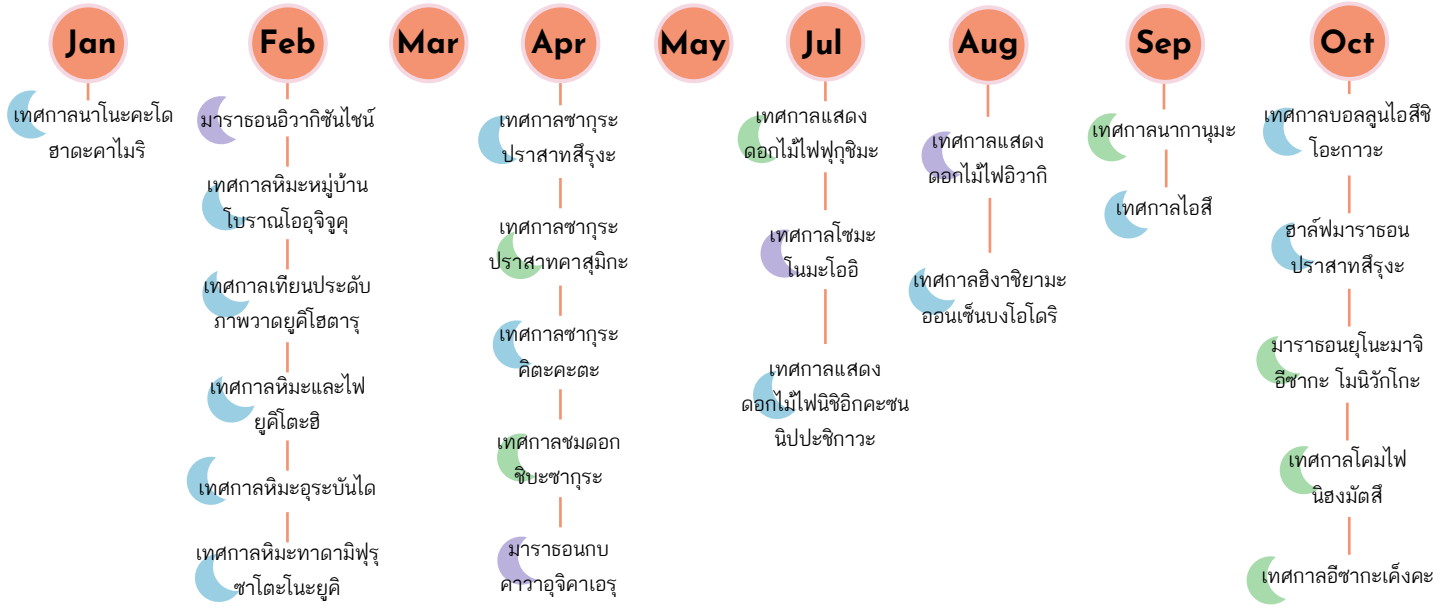 Jan
เทศกาลนาโนะคะโด
ฮาดะคาไมริ
Feb
มาราธอนอิวากิซันไชน์
เทศกาลหิมะหมู่บ้าน
โบราณโออุจิจูคุ
เทศกาลเทียนประดับ
ภาพวาดยูคิโฮตารุ
เทศกาลหิมะและไฟ
ยูคิโตะฮิ
เทศกาลหิมะอุระบันได
เทศกาลหิมะทาดามิฟุรุ
ซาโตะโนะยูคิ
Mar
Apr
เทศกาลซากุระ
ปราสาทสึรุงะ
เทศกาลซากุระ
ปราสาทคาสุมิกะ
เทศกาลซากุระ
คิตะคะตะ
เทศกาลชมดอก
ชิบะซากุระ
มาราธอนกบ
คาวาอุจิคาเอรุ
May
Jul
เทศกาลแสดง
ดอกไม้ไฟฟุกุชิมะ
เทศกาลโซมะ
โนมะโออิ
เทศกาลแสดง
ดอกไม้ไฟนิชิอิกคะซน
นิปปะชิกาวะ
Aug
เทศกาลแสดง
ดอกไม้ไฟอิวากิ
เทศกาลฮิงาชิยามะ
ออนเซ็นบงโอโดริ
Sep
เทศกาลนากานุมะ
เทศกาลไอสึ
Oct
เทศกาลบอลลูนไอสึชิ
โอะกาวะ
ฮาล์ฟมาราธอน
ปราสาทสึรุงะ
มาราธอนยุโนะมาจิ
อีซากะ โมนิวักโกะ
เทศกาลโคมไฟ
นิฮงมัตสึ
เทศกาลอีซากะเค็งคะ